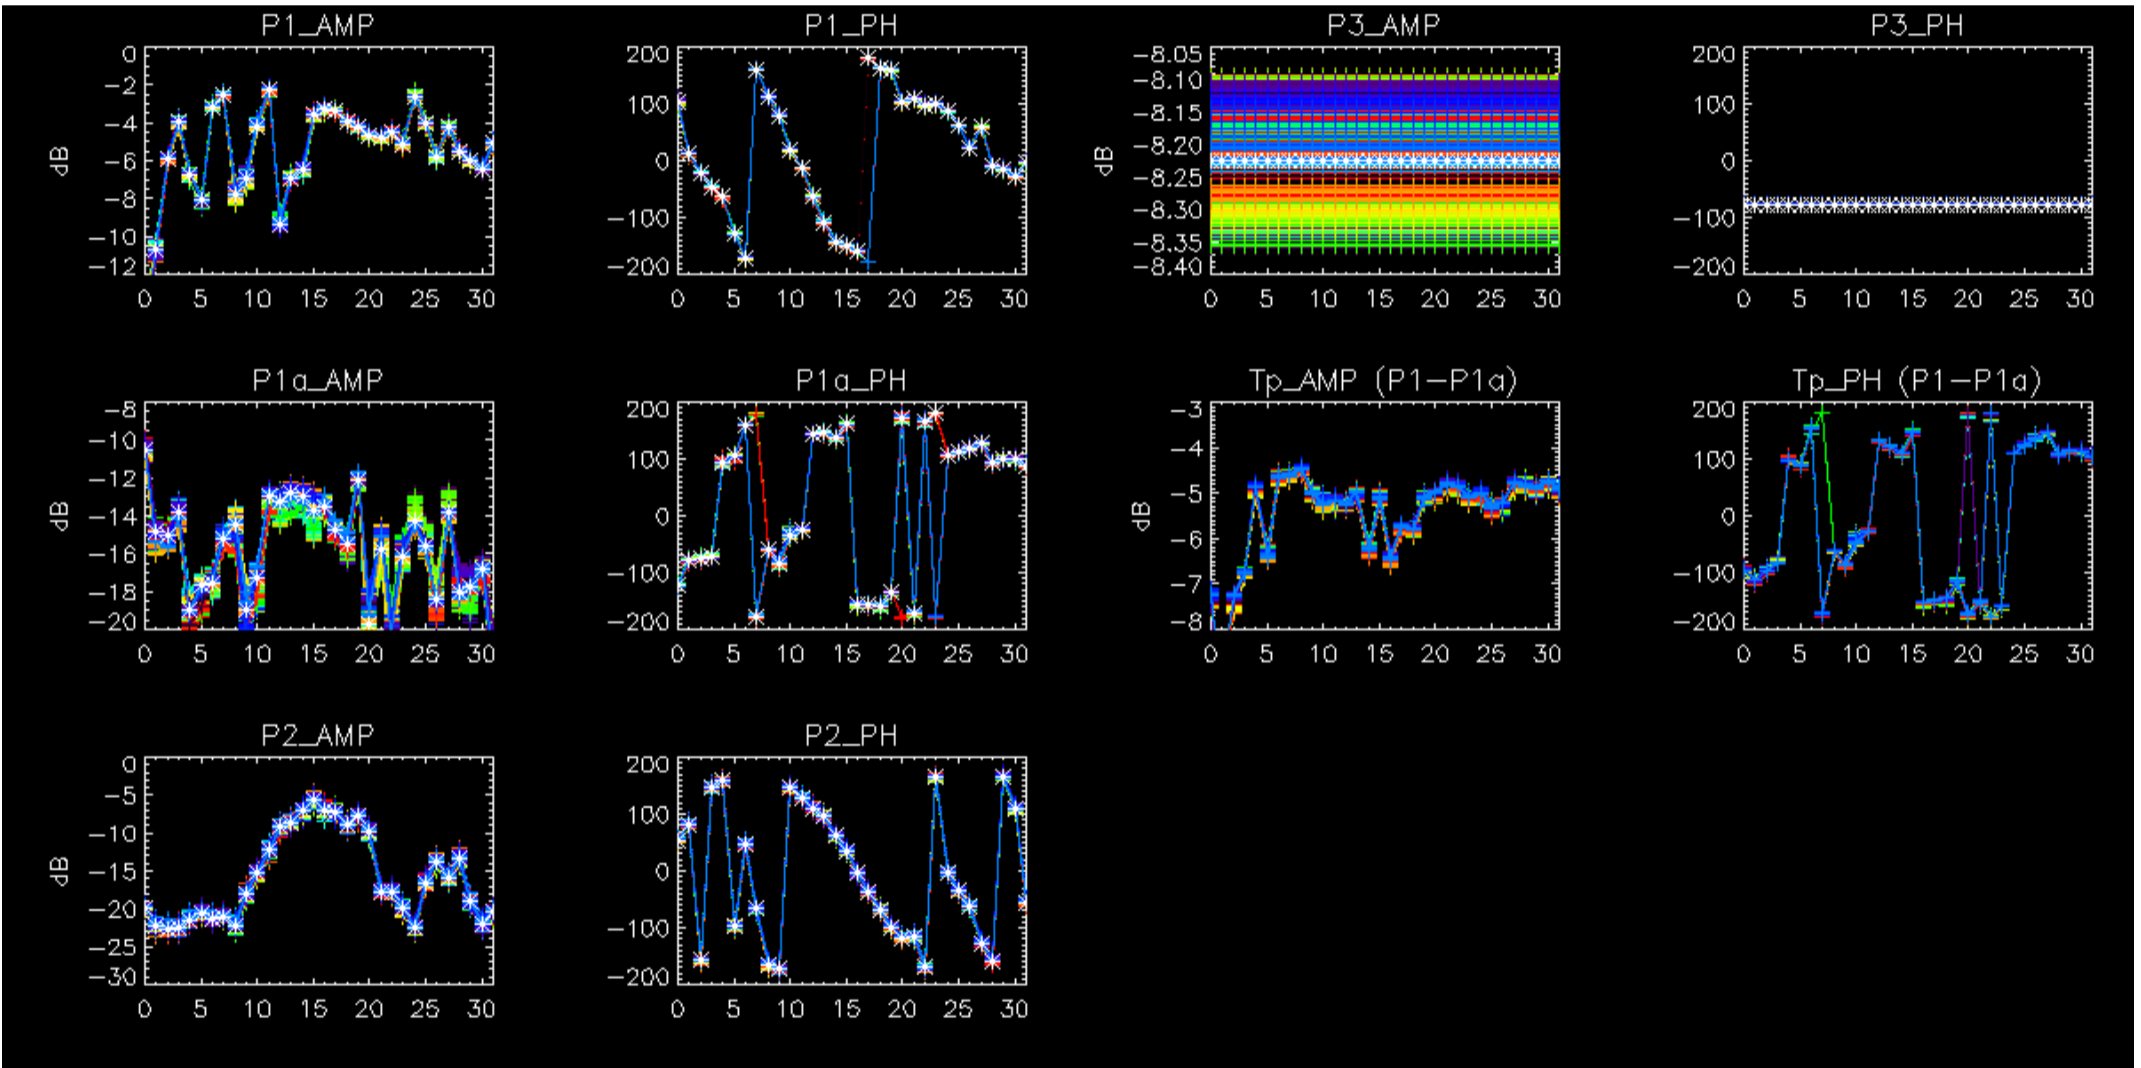 P1_AMP
0
-2
-4
-6
-8
-10
-12
dB
0 5 10 15 20 25 30
P1_PH
200
100
0
-100
-200
0 5 10 15 20 25 30
P3_AMP
-8.05
-8.10
-8.15
-8.20
-8.25
-8.30
-8.35
-8.40
dB
0 5 10 15 20 25 30
P3_PH
200
100
0
-100
-200
0 5 10 15 20 25 30
P1a_AMP
-8
-10
-12
-14
-16
-18
-20
dB
0 5 10 15 20 25 30
P1a_PH
200
100
0
-100
-200
0 5 10 15 20 25 30
Tp_AMP (P1-P1a)
-3
-4
-5
-6
-7
-8
dB
0 5 10 15 20 25 30
Tp_PH (P1-P1a)
200
100
0
-100
-200
0 5 10 15 20 25 30
P2_AMP
0
-5
-10
-15
-20
-25
-30
dB
0 5 10 15 20 25 30
P2_PH
200
100
0
-100
-200
0 5 10 15 20 25 30